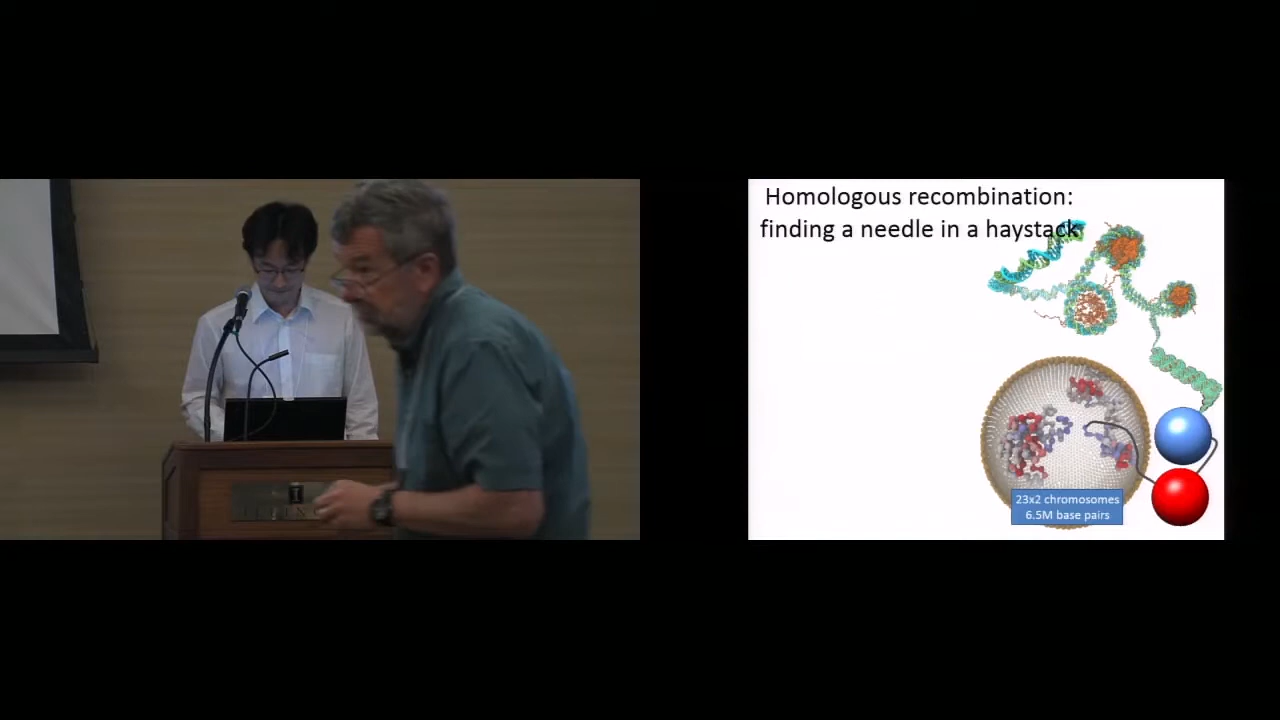 Homologous recombination:
finding a needle in a haystack
23x2 chromosomes
6.5M base pairs